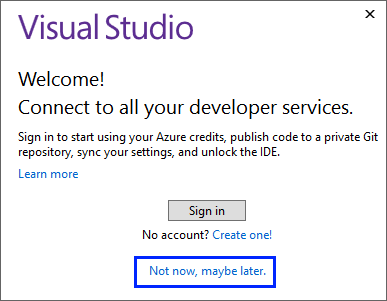 Visual Studio
Welcome!
Connect to all your developer services.
Sign in to start using your Azure credits, publish code to a private Git
repository, sync your settings, and unlock the IDE.
Learn more
Sign in
No account? Create one!
Not now, maybe later.